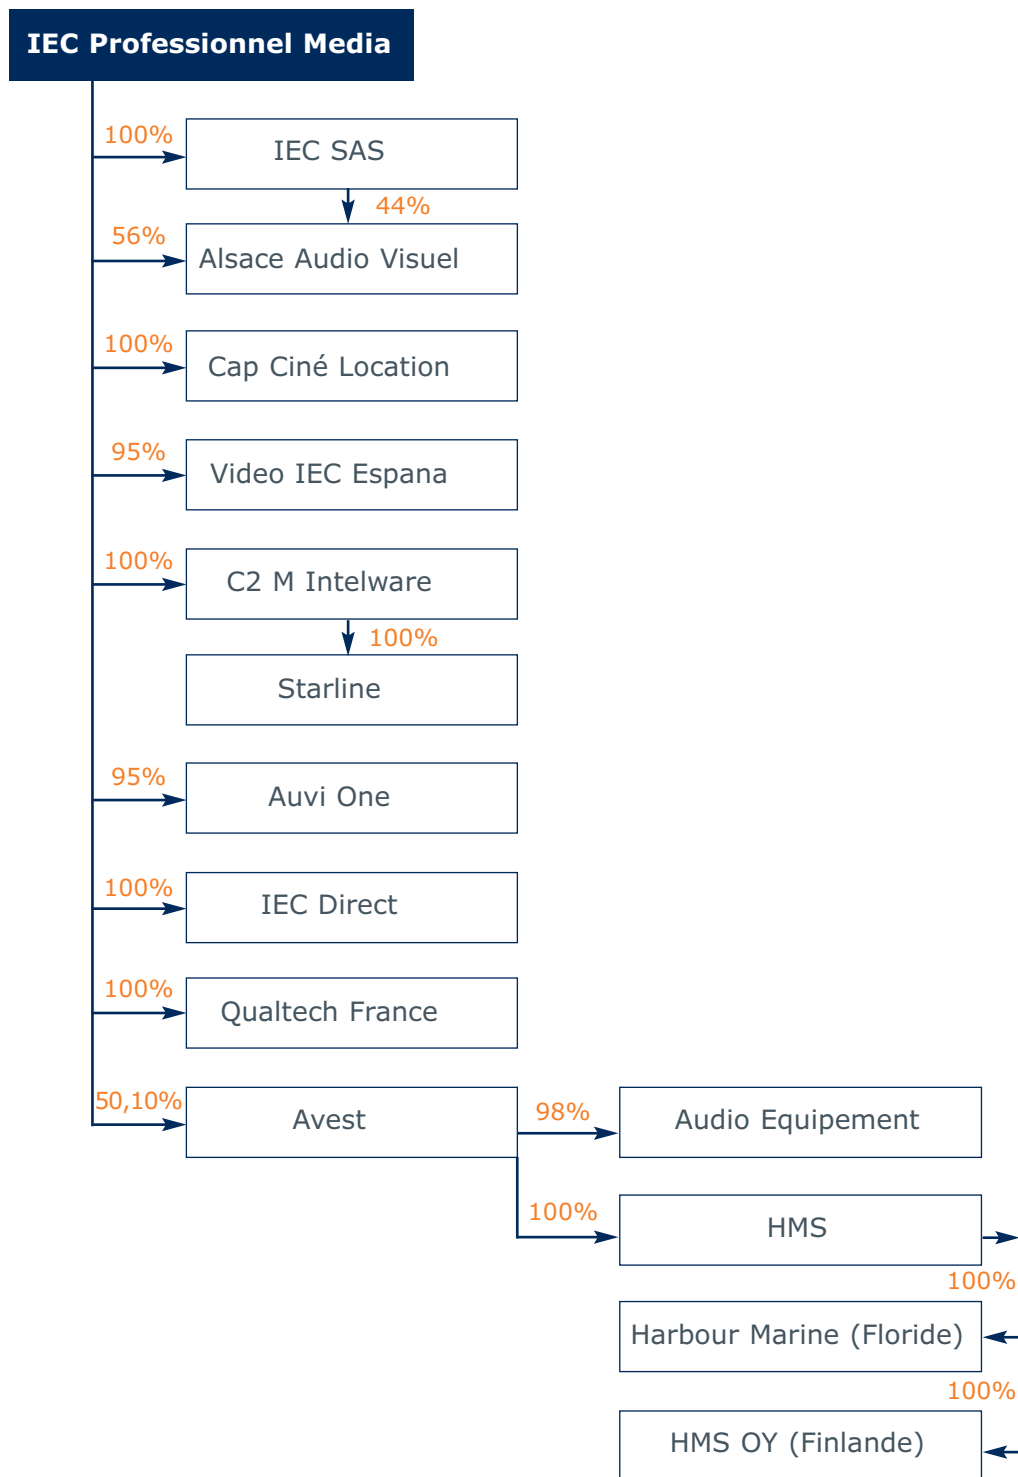 IEC Professionnel Media
100%
IEC SAS
44%
56%
Alsace Audio Visuel
100%
Cap Ciné Location
95%
Video IEC Espana
100%
C2 M Intelware
100%
Starline
95%
Auvi One
100%
IEC Direct
100%
Qualtech France
50,10%
Avest
98%
Audio Equipement
100%
HMS
100%
Harbour Marine (Floride)
100%
HMS OY (Finlande)